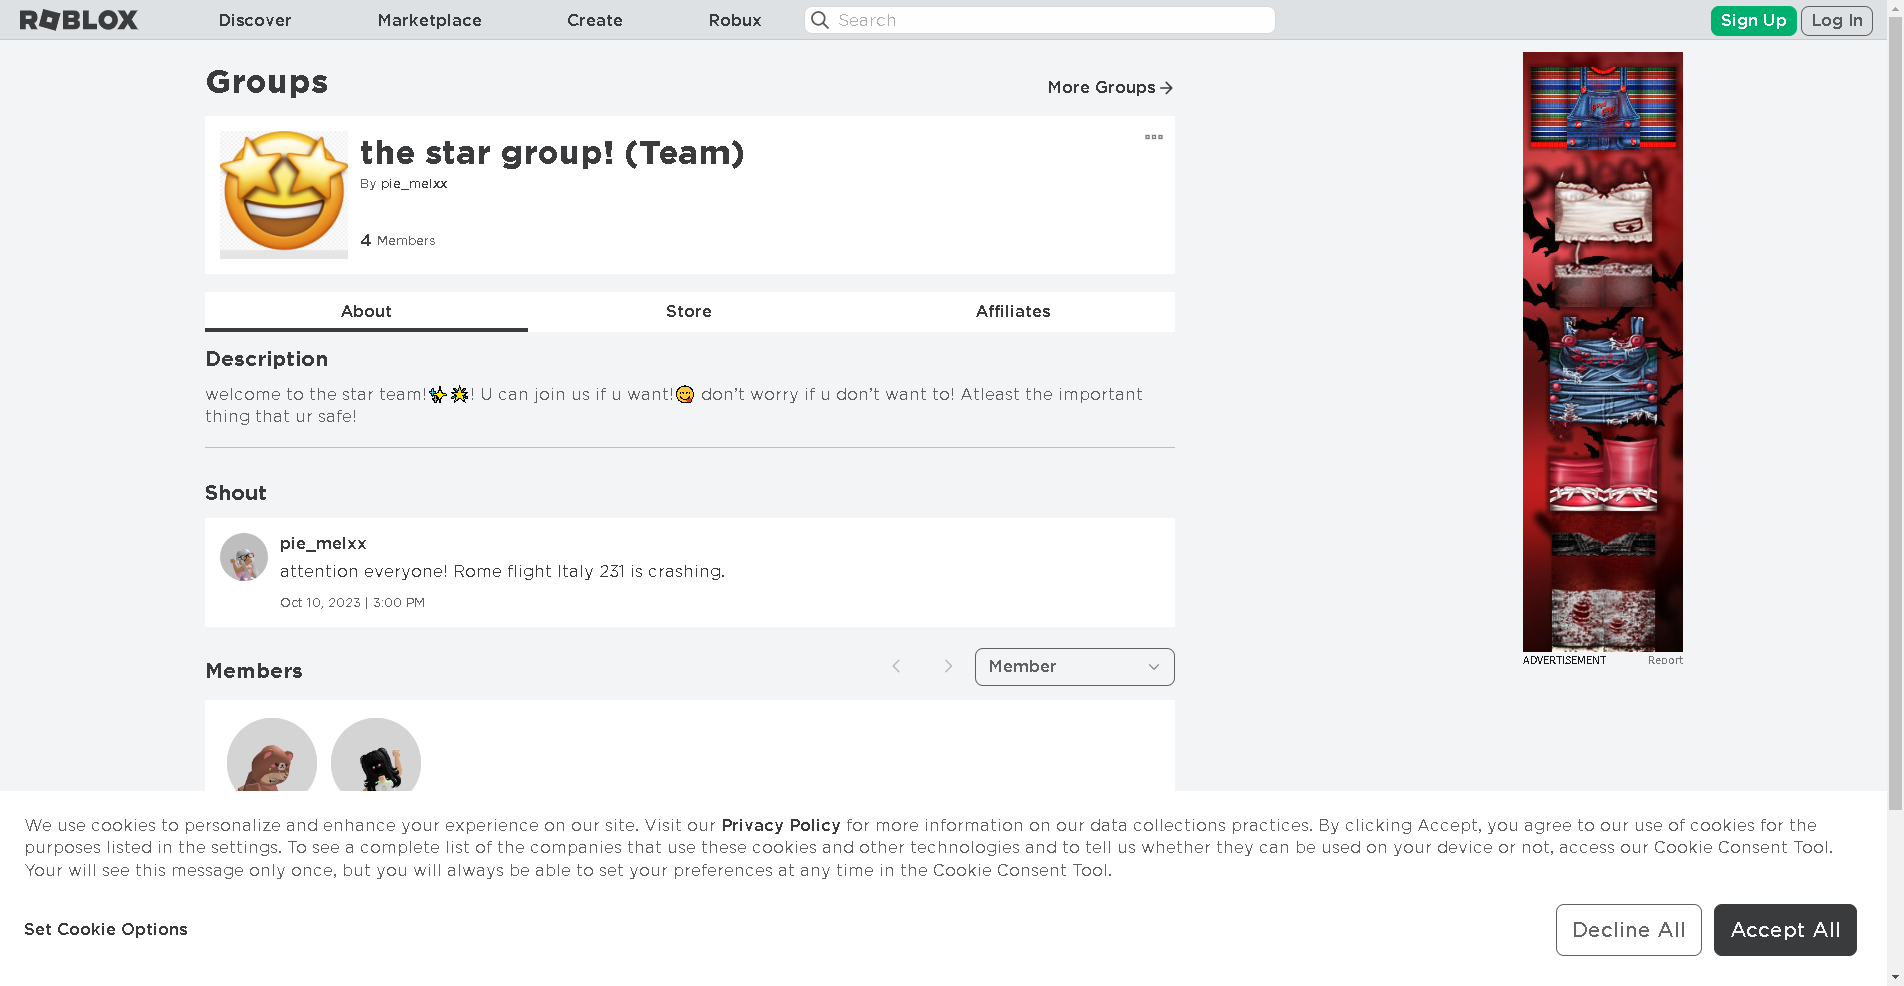 ROBLOX
Discover
Marketplace
Create
Robux
Search
Sign Up
Log In
Groups
More Groups
the star group! (Team)
By pie_melxx
4 Members
About
Store
Affiliates
Description
welcome to the star team!✨🌟! U can join us if u want!😋 don't worry if u don't want to! Atleast the important
thing that ur safe!
Shout
pie_melxx
attention everyone! Rome flight Italy 231 is crashing.
Oct 10, 2023 | 3:00 PM
Members
Member
ADVERTISEMENT
Report
We use cookies to personalize and enhance your experience on our site. Visit our Privacy Policy for more information on our data collections practices. By clicking Accept, you agree to our use of cookies for the
purposes listed in the settings. To see a complete list of the companies that use these cookies and other technologies and to tell us whether they can be used on your device or not, access our Cookie Consent Tool.
Your will see this message only once, but you will always be able to set your preferences at any time in the Cookie Consent Tool.
Set Cookie Options
Decline All
Accept All